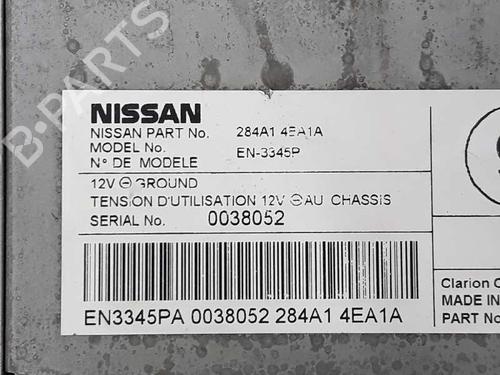 B-PARTS
NISSAN
NISSAN PART No. 284A1 4EA1A
MODEL No. EN-3345P
N° DE MODELE
12V ⊖ GROUND
TENSION D'UTILISATION 12V ⊖ AU CHASSIS
SERIAL No. 0038052
EN3345PA 0038052 284A1 4EA1A
Clarion
MADE IN
PART No